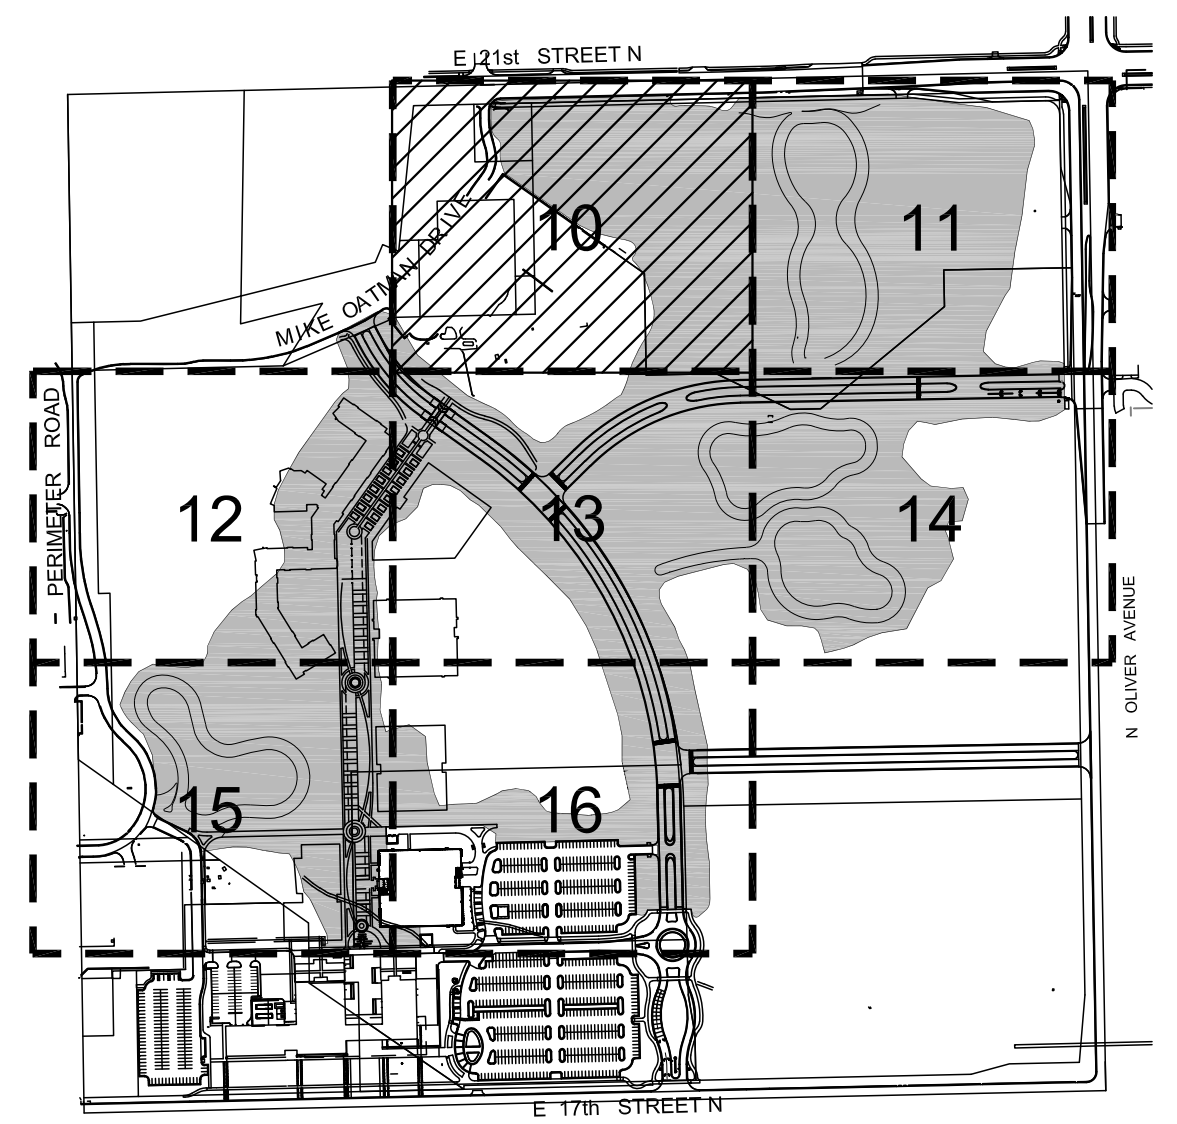 E 21st STREET N
10
11
MIKE OATMAN DRIVE
PERIMETER ROAD
12
13
14
N OLIVER AVENUE
15
16
E 17th STREET N